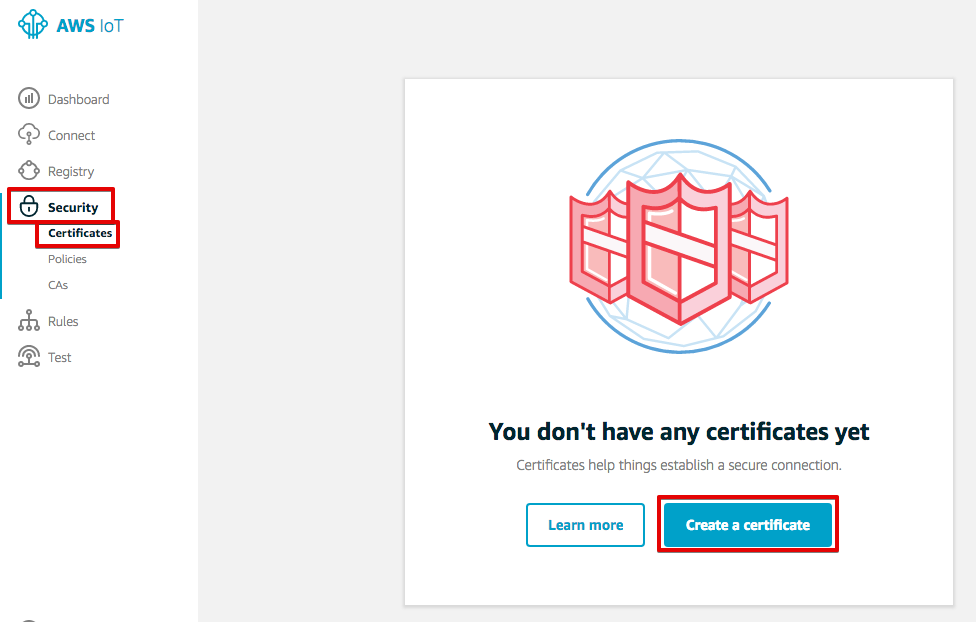 AWS IoT
Dashboard
Connect
Registry
Security
Certificates
Policies
CAs
Rules
Test
You don't have any certificates yet
Certificates help things establish a secure connection.
Learn more
Create a certificate